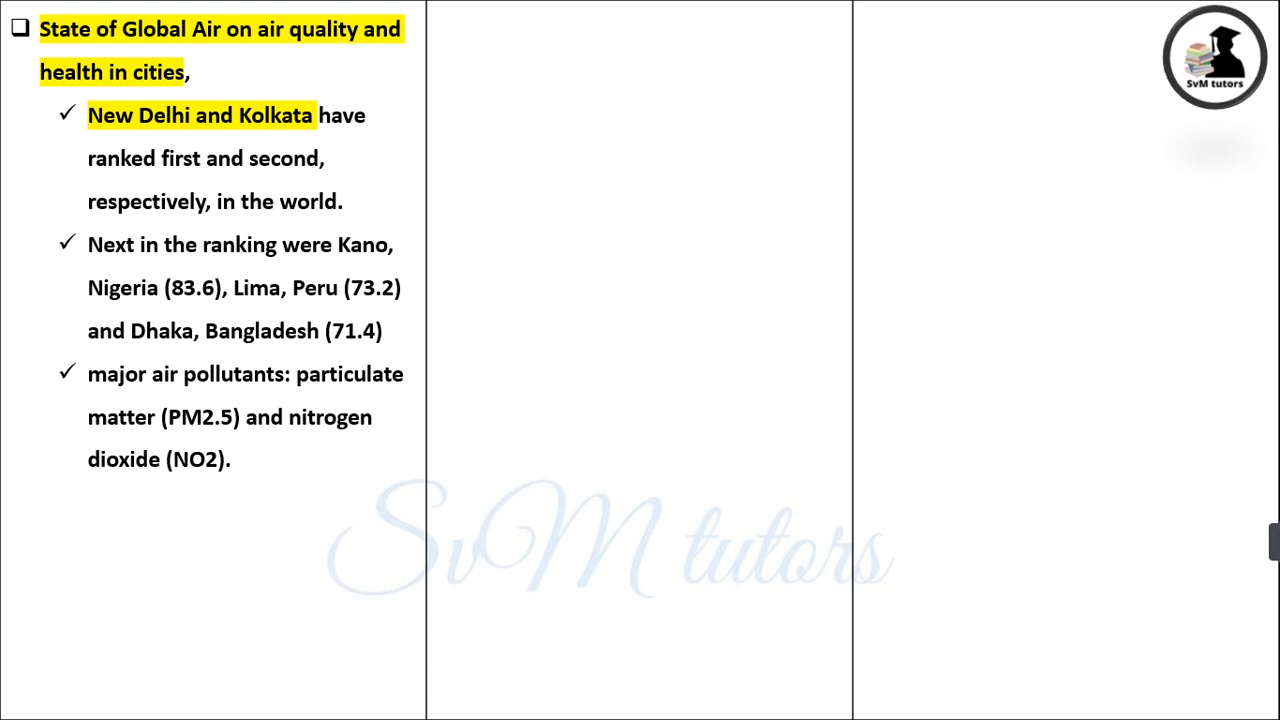 State of Global Air on air quality and
health in cities,
New Delhi and Kolkata have
ranked first and second,
respectively, in the world.
Next in the ranking were Kano,
Nigeria (83.6), Lima, Peru (73.2)
and Dhaka, Bangladesh (71.4)
major air pollutants: particulate
matter (PM2.5) and nitrogen
dioxide (NO2).
SvM tutors
SvM tutors